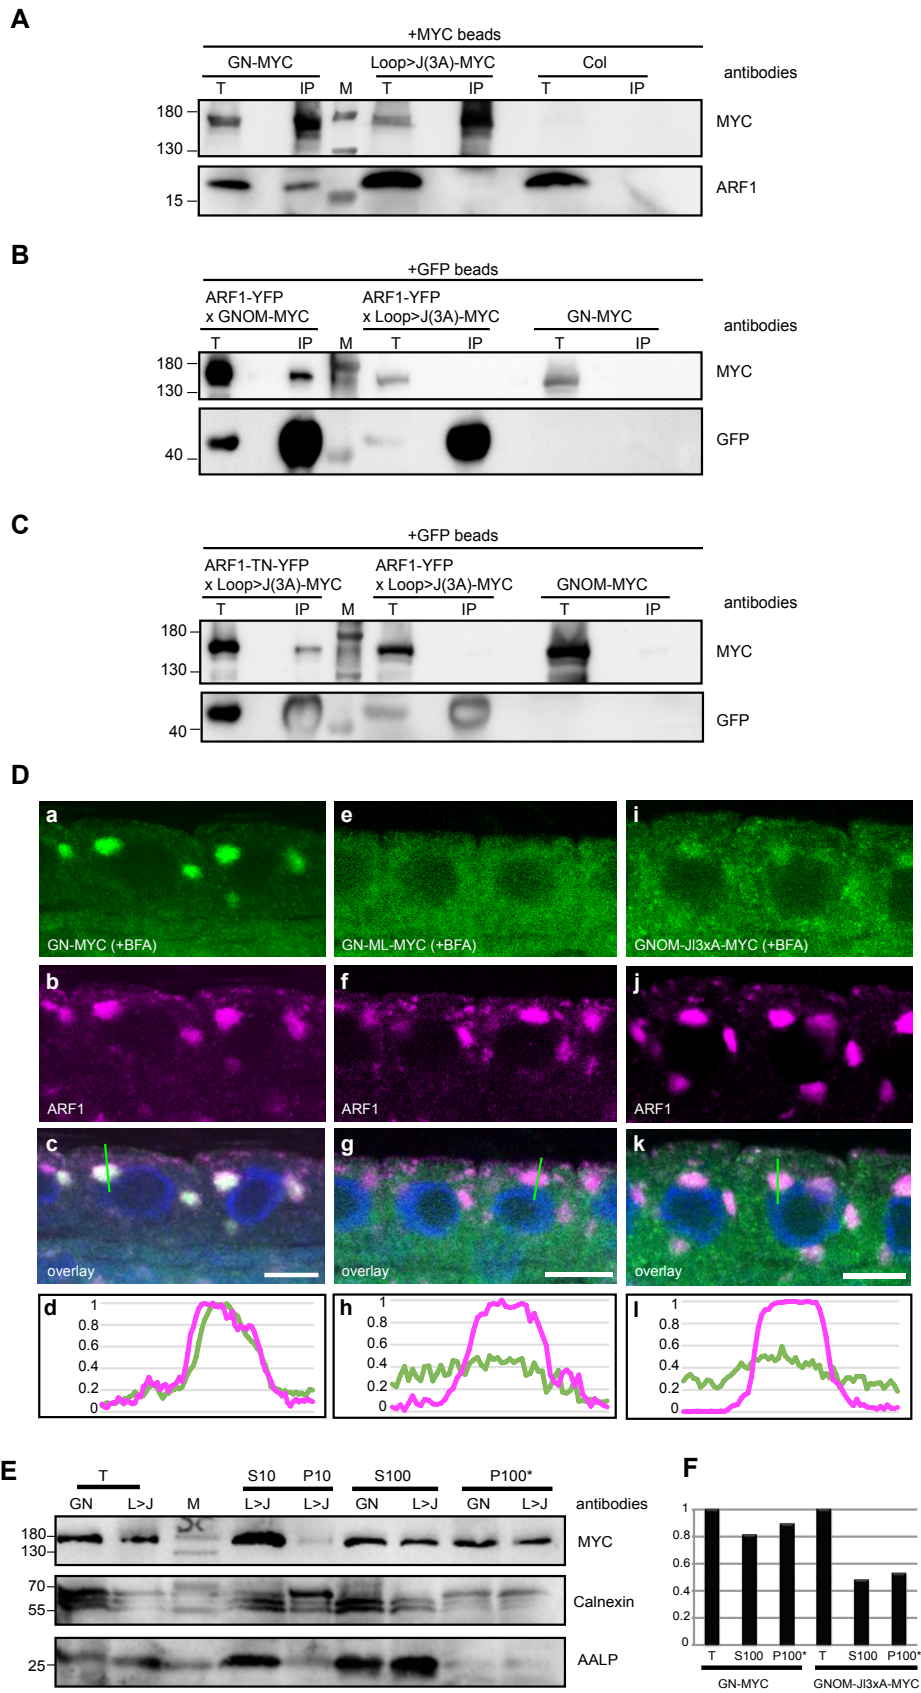 A
+MYC beads
GN-MYC Loop>J(3A)-MYC Col antibodies
T IP M T IP T IP
180 MYC
130
ARF1
15
B
+GFP beads
ARF1-YFP x GNOM-MYC ARF1-YFP x Loop>J(3A)-MYC GN-MYC antibodies
T IP M T IP T IP
180 MYC
130
GFP
40
C
+GFP beads
ARF1-TN-YFP x Loop>J(3A)-MYC ARF1-YFP x Loop>J(3A)-MYC GNOM-MYC antibodies
T IP M T IP T IP
180 MYC
130
GFP
40
D
a e i
GN-MYC (+BFA) GN-ML-MYC (+BFA) GNOM-Jl3xA-MYC (+BFA)
b f j
ARF1 ARF1 ARF1
c g k
overlay overlay overlay
d h l
1 1 1
0.8 0.8 0.8
0.6 0.6 0.6
0.4 0.4 0.4
0.2 0.2 0.2
0 0 0
E
T S10 P10 S100 P100*
GN L>J M L>J L>J GN L>J GN L>J antibodies
180 MYC
130
70
Calnexin
55
25 AALP
F
1
0.8
0.6
0.4
0.2
0
T S100 P100* T S100 P100*
GN-MYC GNOM-Jl3xA-MYC